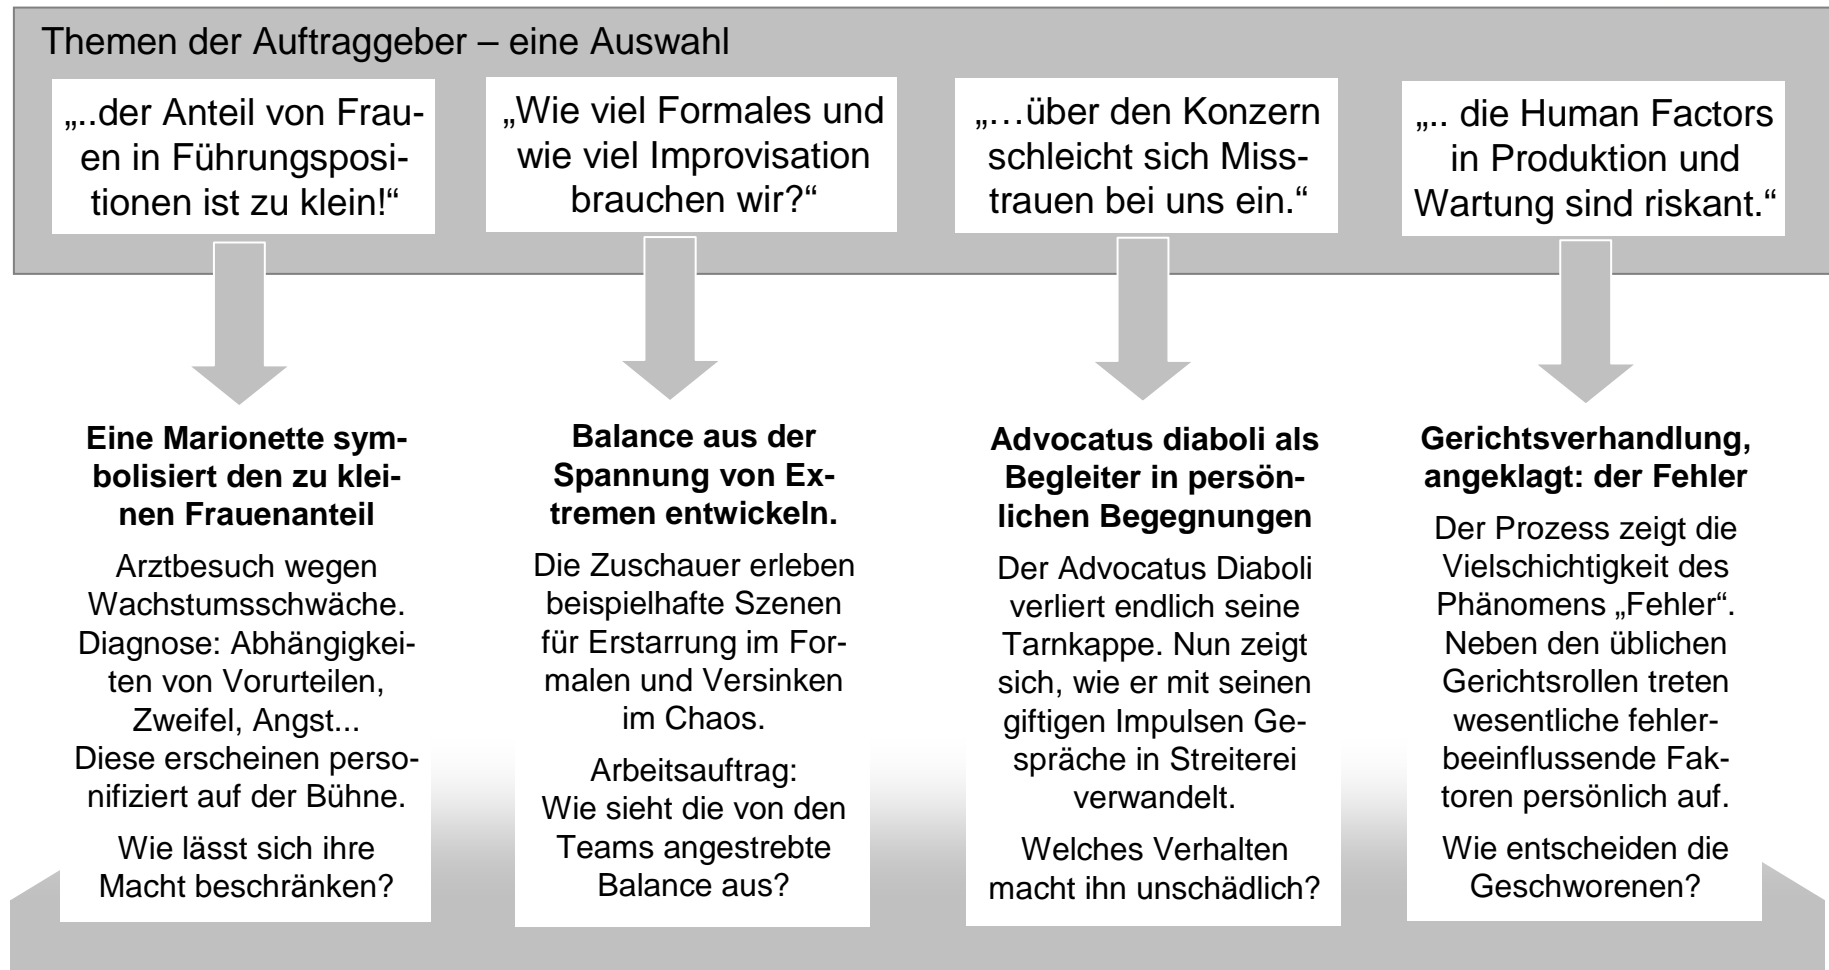 Themen der Auftraggeber – eine Auswahl
„..der Anteil von Frau-
en in Führungsposi-
tionen ist zu klein!“
„Wie viel Formales und
wie viel Improvisation
brauchen wir?“
„…über den Konzern
schleicht sich Miss-
trauen bei uns ein.“
„.. die Human Factors
in Produktion und
Wartung sind riskant.“
Eine Marionette sym-
bolisiert den zu klei-
nen Frauenanteil
Arztbesuch wegen
Wachstumsschwäche.
Diagnose: Abhängigkei-
ten von Vorurteilen,
Zweifel, Angst...
Diese erscheinen perso-
nifiziert auf der Bühne.
Wie lässt sich ihre
Macht beschränken?
Balance aus der
Spannung von Ex-
tremen entwickeln.
Die Zuschauer erleben
beispielhafte Szenen
für Erstarrung im For-
malen und Versinken
im Chaos.
Arbeitsauftrag:
Wie sieht die von den
Teams angestrebte
Balance aus?
Advocatus diaboli als
Begleiter in persön-
lichen Begegnungen
Der Advocatus Diaboli
verliert endlich seine
Tarnkappe. Nun zeigt
sich, wie er mit seinen
giftigen Impulsen Ge-
spräche in Streiterei
verwandelt.
Welches Verhalten
macht ihn unschädlich?
Gerichtsverhandlung,
angeklagt: der Fehler
Der Prozess zeigt die
Vielschichtigkeit des
Phänomens „Fehler“.
Neben den üblichen
Gerichtsrollen treten
wesentliche fehler-
beeinflussende Fak-
toren persönlich auf.
Wie entscheiden die
Geschworenen?